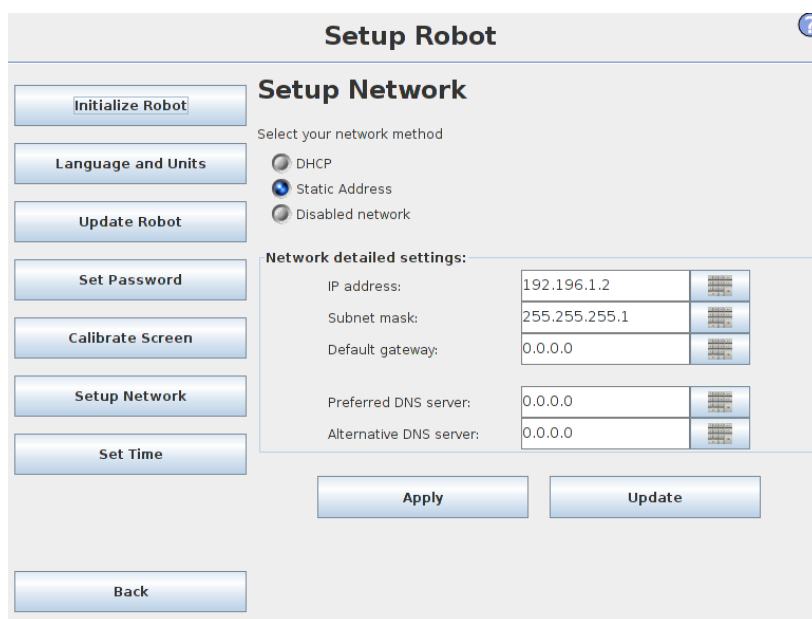 Setup Robot
?
Initialize Robot
Language and Units
Update Robot
Set Password
Calibrate Screen
Setup Network
Set Time
Back
Setup Network
Select your network method
DHCP
Static Address
Disabled network
Network detailed settings:
IP address: 192.196.1.2
Subnet mask: 255.255.255.1
Default gateway: 0.0.0.0
Preferred DNS server: 0.0.0.0
Alternative DNS server: 0.0.0.0
Apply Update